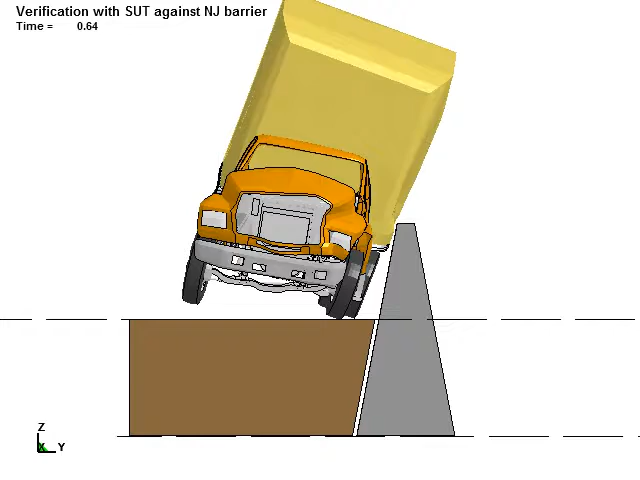 Verification with SUT against NJ barrier
Time = 0.64
Z
X Y